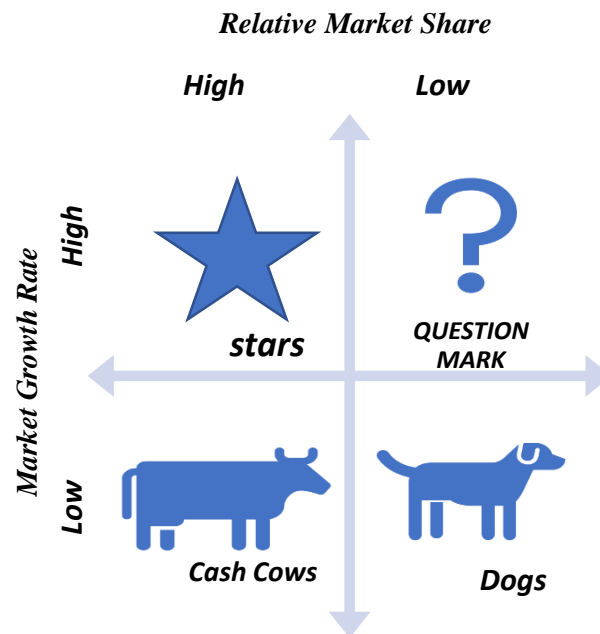 Relative Market Share
High Low
Market Growth Rate
High
stars
QUESTION
MARK
Low
Cash Cows
Dogs